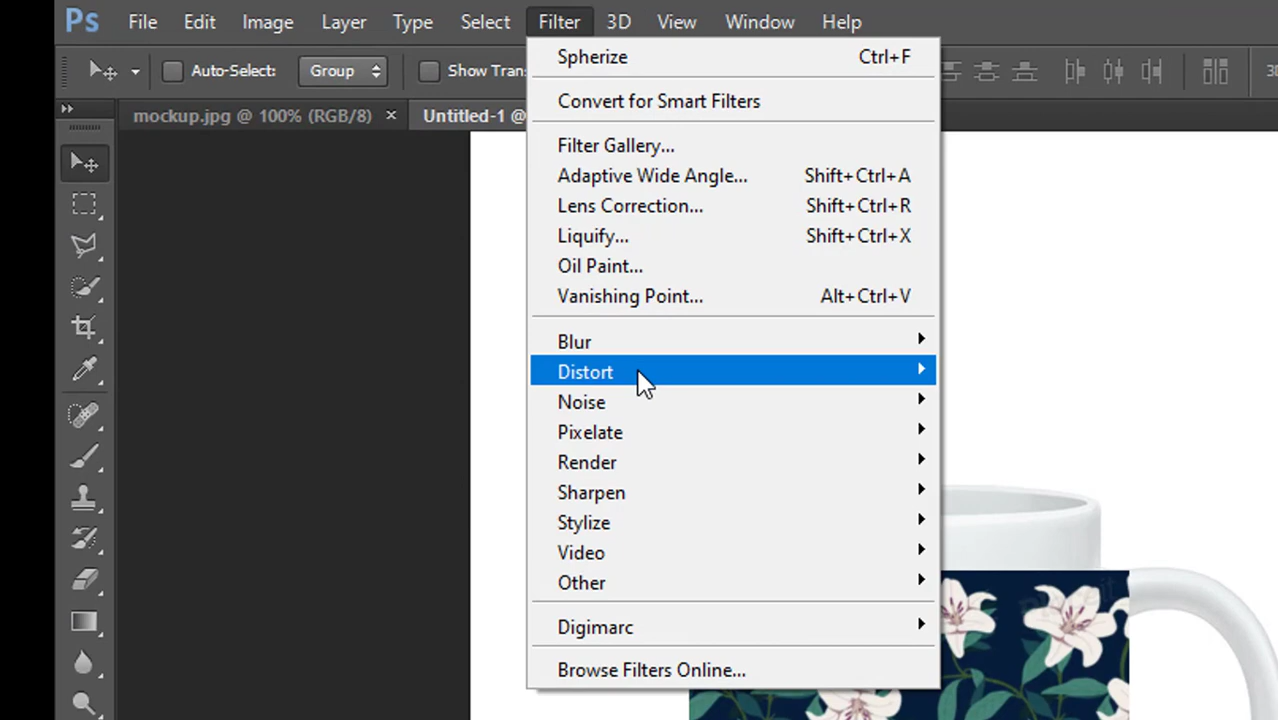 Ps File Edit Image Layer Type Select Filter 3D View Window Help
Auto-Select: Group Show Tran
mockup.jpg @ 100% (RGB/8) × Untitled-1 @
Spherize Ctrl+F
Convert for Smart Filters
Filter Gallery...
Adaptive Wide Angle... Shift+Ctrl+A
Lens Correction... Shift+Ctrl+R
Liquify... Shift+Ctrl+X
Oil Paint...
Vanishing Point... Alt+Ctrl+V
Blur
Distort
Noise
Pixelate
Render
Sharpen
Stylize
Video
Other
Digimarc
Browse Filters Online...